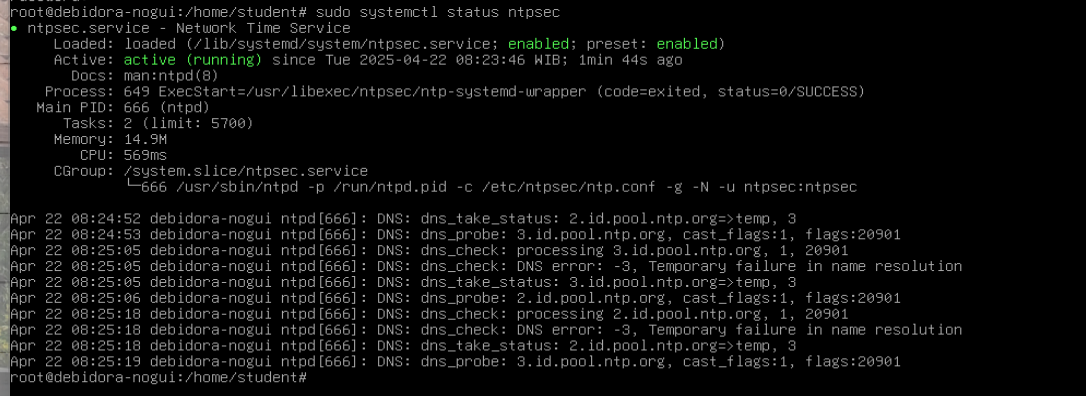 root@debidora-nogui:/home/student# sudo systemctl status ntpsec
● ntpsec.service - Network Time Service
Loaded: loaded (/lib/systemd/system/ntpsec.service; enabled; preset: enabled)
Active: active (running) since Tue 2025-04-22 08:23:46 WIB; 1min 44s ago
Docs: man:ntpd(8)
Process: 649 ExecStart=/usr/libexec/ntpsec/ntp-systemd-wrapper (code=exited, status=0/SUCCESS)
Main PID: 666 (ntpd)
Tasks: 2 (limit: 5700)
Memory: 14.9M
CPU: 569ms
CGroup: /system.slice/ntpsec.service
└─666 /usr/sbin/ntpd -p /run/ntpd.pid -c /etc/ntpsec/ntp.conf -g -N -u ntpsec:ntpsec
Apr 22 08:24:52 debidora-nogui ntpd[666]: DNS: dns_take_status: 2.id.pool.ntp.org=>temp, 3
Apr 22 08:24:53 debidora-nogui ntpd[666]: DNS: dns_probe: 3.id.pool.ntp.org, cast_flags:1, flags:20901
Apr 22 08:25:05 debidora-nogui ntpd[666]: DNS: dns_check: processing 3.id.pool.ntp.org, 1, 20901
Apr 22 08:25:05 debidora-nogui ntpd[666]: DNS: dns_check: DNS error: -3, Temporary failure in name resolution
Apr 22 08:25:05 debidora-nogui ntpd[666]: DNS: dns_take_status: 3.id.pool.ntp.org=>temp, 3
Apr 22 08:25:06 debidora-nogui ntpd[666]: DNS: dns_probe: 2.id.pool.ntp.org, cast_flags:1, flags:20901
Apr 22 08:25:18 debidora-nogui ntpd[666]: DNS: dns_check: processing 2.id.pool.ntp.org, 1, 20901
Apr 22 08:25:18 debidora-nogui ntpd[666]: DNS: dns_check: DNS error: -3, Temporary failure in name resolution
Apr 22 08:25:18 debidora-nogui ntpd[666]: DNS: dns_take_status: 2.id.pool.ntp.org=>temp, 3
Apr 22 08:25:19 debidora-nogui ntpd[666]: DNS: dns_probe: 3.id.pool.ntp.org, cast_flags:1, flags:20901
root@debidora-nogui:/home/student#